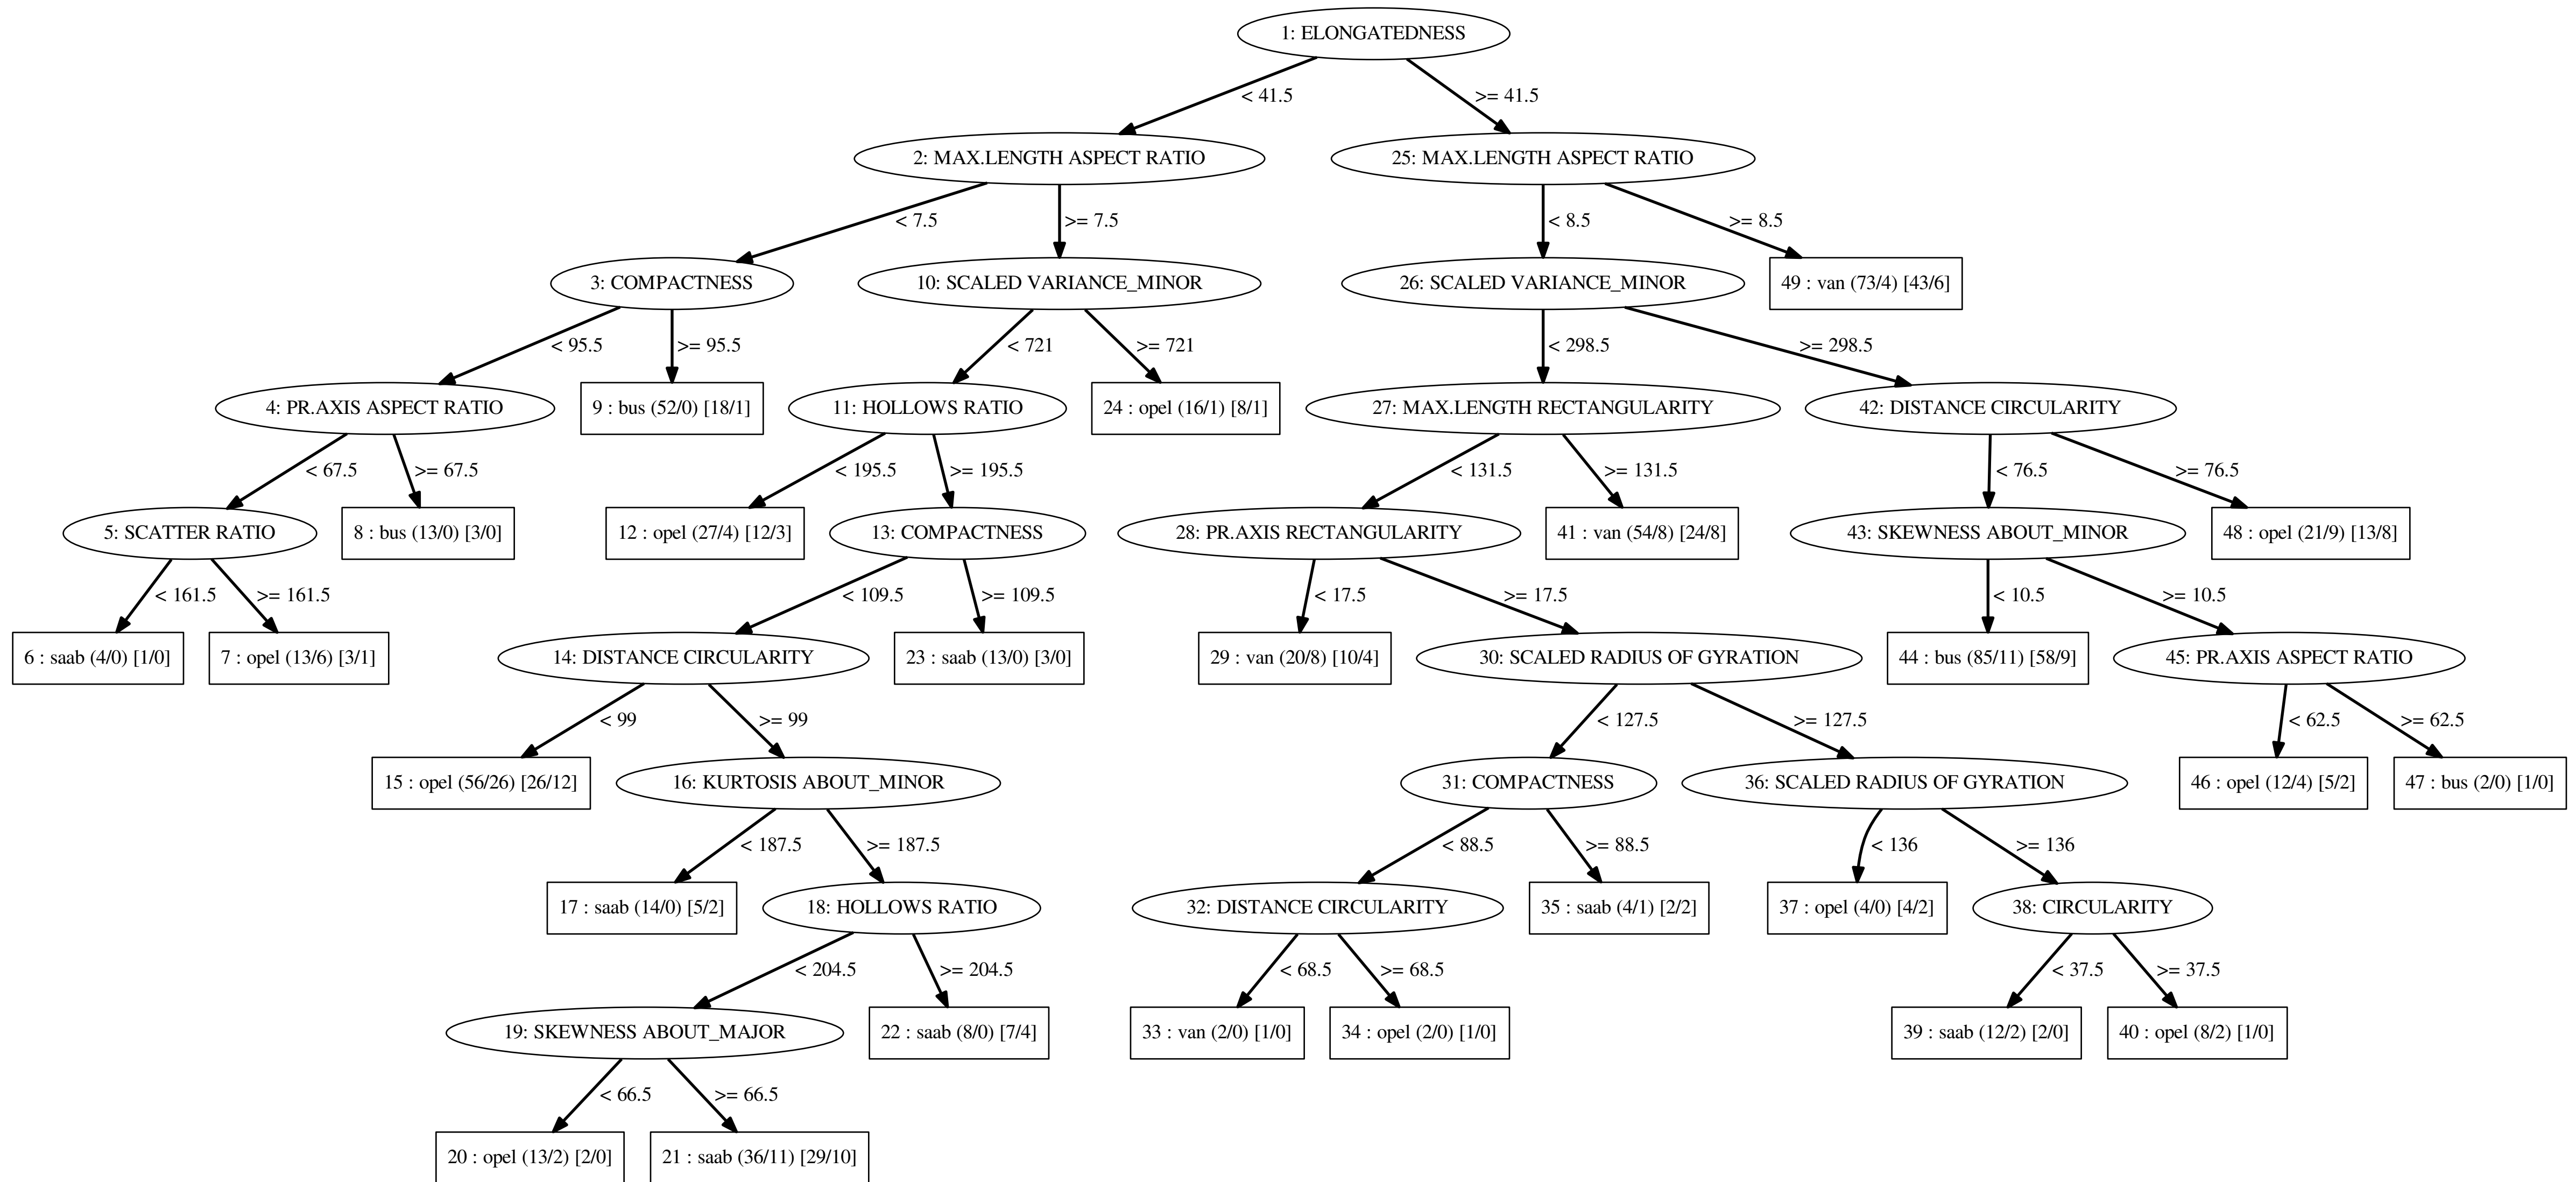 1: ELONGATEDNESS
< 41.5
>= 41.5
2: MAX.LENGTH ASPECT RATIO
25: MAX.LENGTH ASPECT RATIO
< 7.5
>= 7.5
< 8.5
>= 8.5
3: COMPACTNESS
10: SCALED VARIANCE_MINOR
26: SCALED VARIANCE_MINOR
49 : van (73/4) [43/6]
< 95.5
>= 95.5
< 721
>= 721
< 298.5
>= 298.5
4: PR.AXIS ASPECT RATIO
9 : bus (52/0) [18/1]
11: HOLLOWS RATIO
24 : opel (16/1) [8/1]
27: MAX.LENGTH RECTANGULARITY
42: DISTANCE CIRCULARITY
< 67.5
>= 67.5
< 195.5
>= 195.5
< 131.5
>= 131.5
< 76.5
>= 76.5
5: SCATTER RATIO
8 : bus (13/0) [3/0]
12 : opel (27/4) [12/3]
13: COMPACTNESS
28: PR.AXIS RECTANGULARITY
41 : van (54/8) [24/8]
43: SKEWNESS ABOUT_MINOR
48 : opel (21/9) [13/8]
< 161.5
>= 161.5
< 109.5
>= 109.5
< 17.5
>= 17.5
< 10.5
>= 10.5
6 : saab (4/0) [1/0]
7 : opel (13/6) [3/1]
14: DISTANCE CIRCULARITY
23 : saab (13/0) [3/0]
29 : van (20/8) [10/4]
30: SCALED RADIUS OF GYRATION
44 : bus (85/11) [58/9]
45: PR.AXIS ASPECT RATIO
< 99
>= 99
< 127.5
>= 127.5
< 62.5
>= 62.5
15 : opel (56/26) [26/12]
16: KURTOSIS ABOUT_MINOR
31: COMPACTNESS
36: SCALED RADIUS OF GYRATION
46 : opel (12/4) [5/2]
47 : bus (2/0) [1/0]
< 187.5
>= 187.5
< 88.5
>= 88.5
< 136
>= 136
17 : saab (14/0) [5/2]
18: HOLLOWS RATIO
32: DISTANCE CIRCULARITY
35 : saab (4/1) [2/2]
37 : opel (4/0) [4/2]
38: CIRCULARITY
< 204.5
>= 204.5
< 68.5
>= 68.5
< 37.5
>= 37.5
19: SKEWNESS ABOUT_MAJOR
22 : saab (8/0) [7/4]
33 : van (2/0) [1/0]
34 : opel (2/0) [1/0]
39 : saab (12/2) [2/0]
40 : opel (8/2) [1/0]
< 66.5
>= 66.5
20 : opel (13/2) [2/0]
21 : saab (36/11) [29/10]